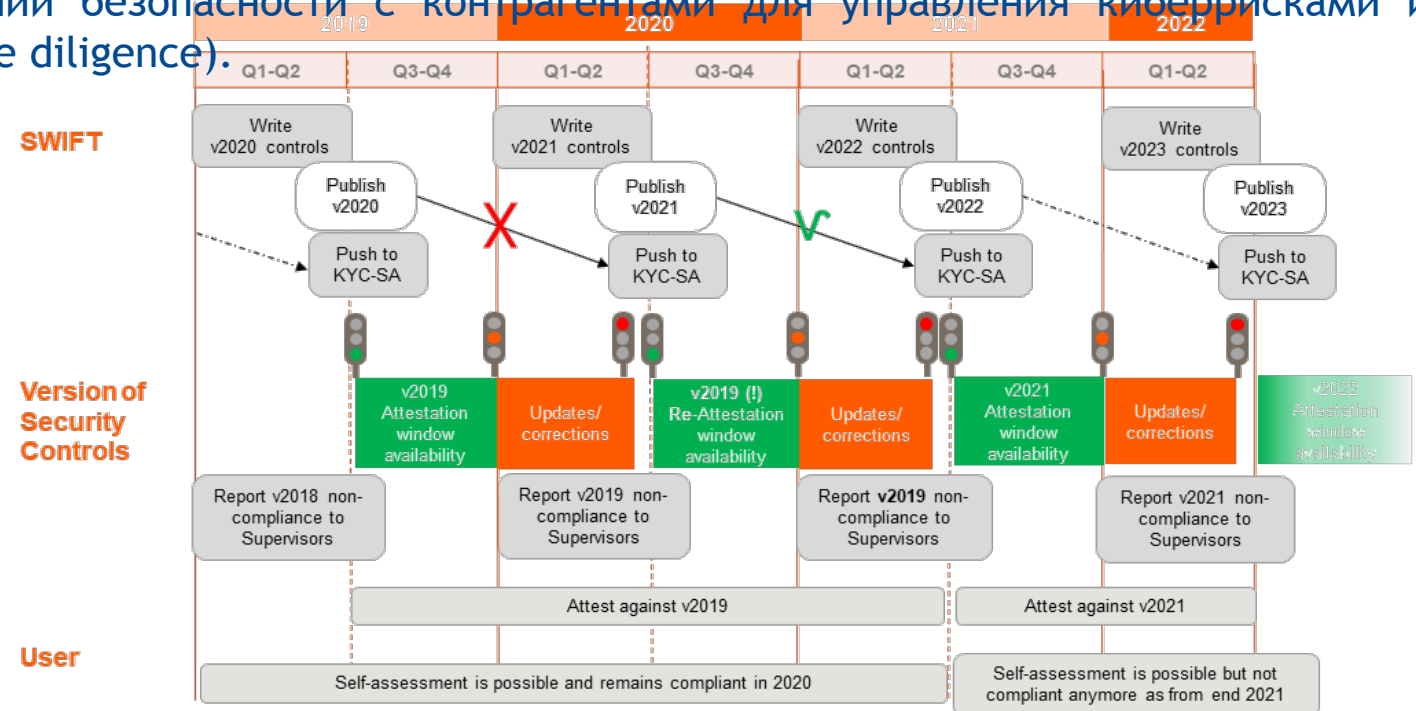 безопасности с контрагентами для управления киберрисками и
diligence).
2019 2020 2021 2022
Q1-Q2 Q3-Q4 Q1-Q2 Q3-Q4 Q1-Q2 Q3-Q4 Q1-Q2
SWIFT
Write
v2020 controls
Write
v2021 controls
Write
v2022 controls
Write
v2023 controls
Publish
v2020
Publish
v2021
Publish
v2022
Publish
v2023
Push to
KYC-SA
Push to
KYC-SA
Push to
KYC-SA
Push to
KYC-SA
X
Version of
Security
Controls
v2019
Attestation
window
availability
Updates/
corrections
v2019 (!)
Re-Attestation
window
availability
Updates/
corrections
v2021
Attestation
window
availability
Updates/
corrections
v2022
Attestation
window
availability
Report v2018 non-
compliance to
Supervisors
Report v2019 non-
compliance to
Supervisors
Report v2019 non-
compliance to
Supervisors
Report v2021 non-
compliance to
Supervisors
Attest against v2019
Attest against v2021
User
Self-assessment is possible and remains compliant in 2020
Self-assessment is possible but not
compliant anymore as from end 2021